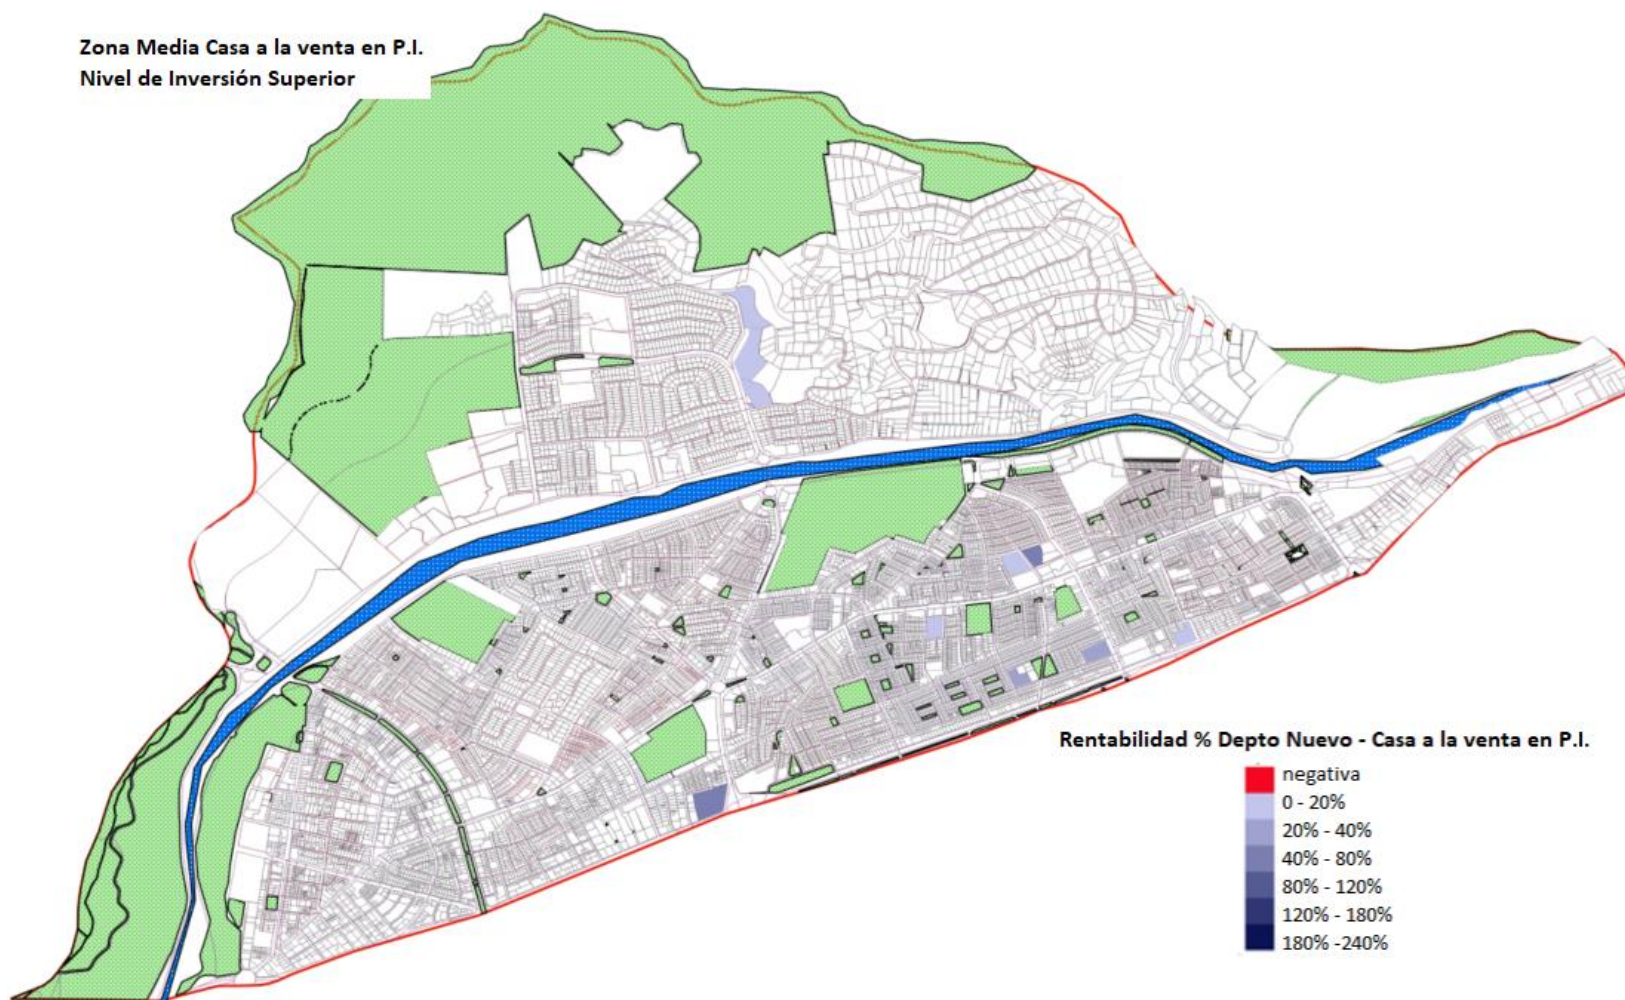 Zona Media Casa a la venta en P.I.
Nivel de Inversión Superior
Rentabilidad % Depto Nuevo - Casa a la venta en P.I.
negativa
0 - 20%
20% - 40%
40% - 80%
80% - 120%
120% - 180%
180% -240%